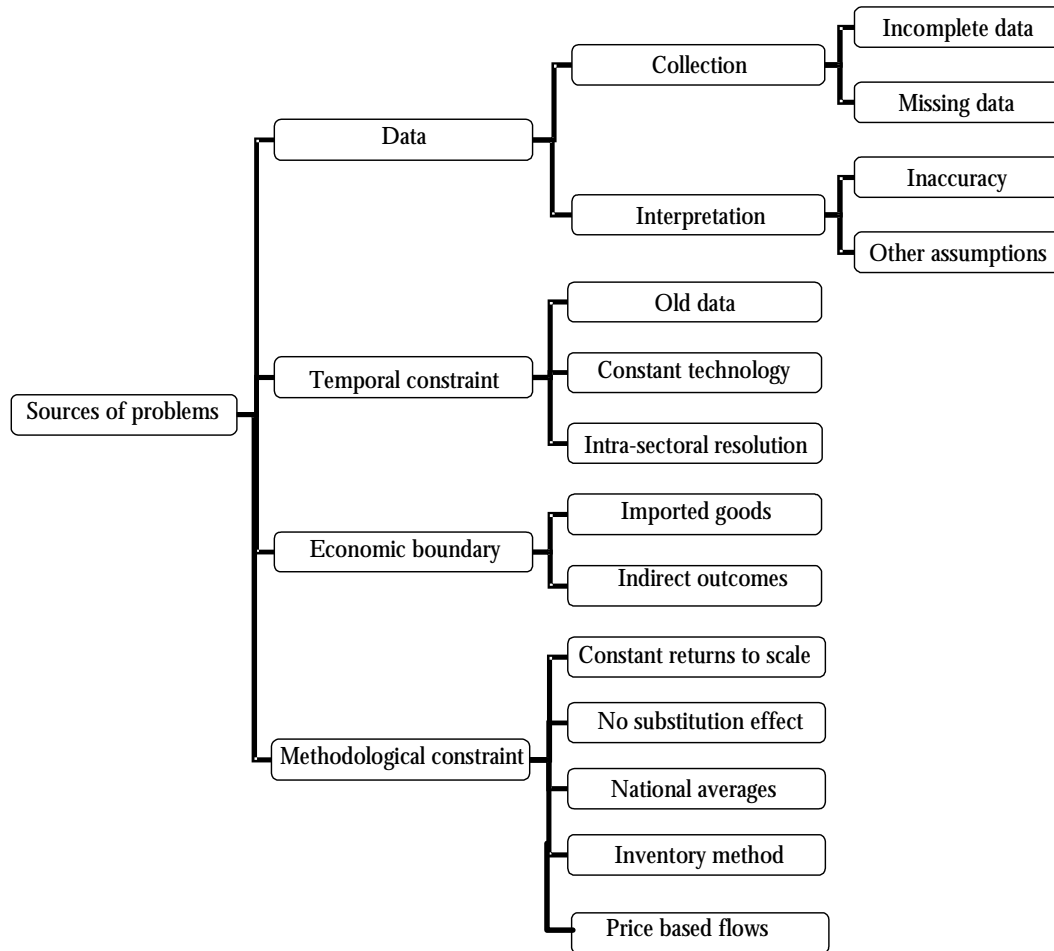 Sources of problems
Data
Collection
Incomplete data
Missing data
Interpretation
Inaccuracy
Other assumptions
Temporal constraint
Old data
Constant technology
Intra-sectoral resolution
Economic boundary
Imported goods
Indirect outcomes
Methodological constraint
Constant returns to scale
No substitution effect
National averages
Inventory method
Price based flows